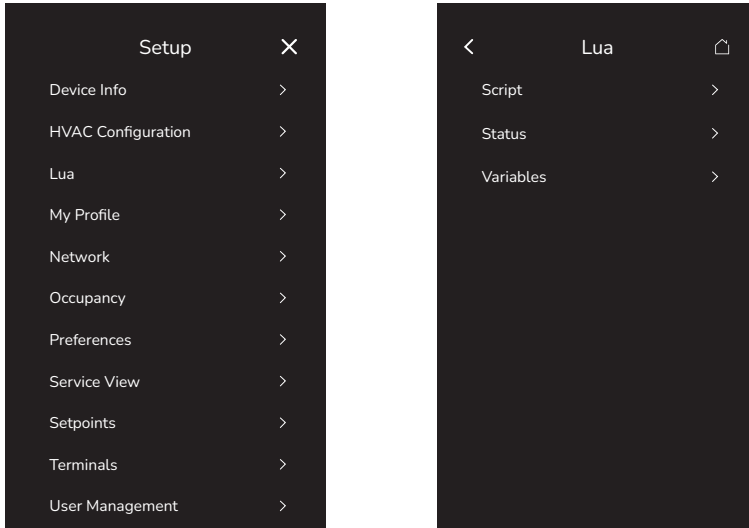 Setup
Device Info
HVAC Configuration
Lua
My Profile
Network
Occupancy
Preferences
Service View
Setpoints
Terminals
User Management
Lua
Script
Status
Variables